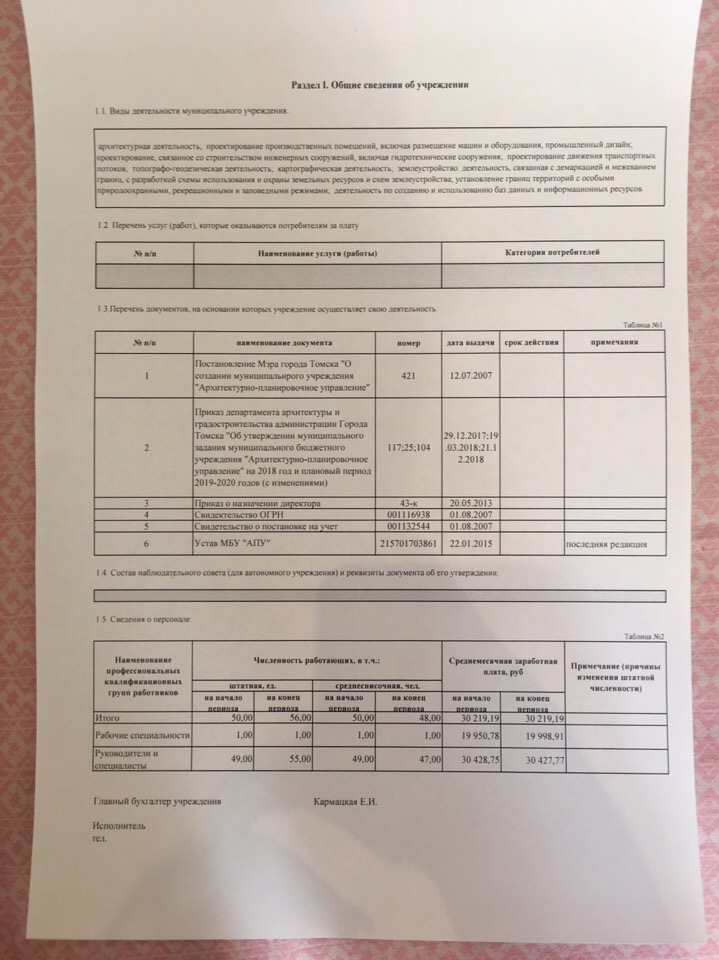 Раздел I. Общие сведения об учреждении
1.1. Виды деятельности муниципального учреждения:
архитектурная деятельность, проектирование производственных помещений, включая размещение машин и оборудования, промышленный дизайн;
проектирование, связанное со строительством инженерных сооружений, включая гидротехнические сооружения, проектирование движения транспортных
потоков; топографо-геодезическая деятельность; картографическая деятельность; землеустройство: деятельность, связанная с демаркацией и межеванием
границ, с разработкой схемы использования и охраны земельных ресурсов и схем землеустройства; установление границ территорий с особыми
природоохранными, рекреационными и заповедными режимами; деятельность по созданию и использованию баз данных и информационных ресурсов.
1.2. Перечень услуг (работ), которые оказываются потребителям за плату
№ п/п Наименование услуги (работы) Категория потребителей
1.3.Перечень документов, на основании которых учреждение осуществляет свою деятельность:
Таблица №1
№ п/п наименование документа номер дата выдачи срок действия примечания
1 Постановление Мэра города Томска "О 421 12.07.2007
создании муниципальнрого учреждения
"Архитектурно-планировочное управление"
2 Приказ департамента архитектуры и 117;25;104 29.12.2017;19
градостроительства администрации Города .03.2018;21.1
Томска "Об утверждении муниципального 2.2018
задания муниципального бюджетного
учреждения "Архитектурно-планировочное
управление" на 2018 год и плановый период
2019-2020 годов (с изменениями)
3 Приказ о назначении директора 43-к 20.05.2013
4 Свидектельство ОГРН 001116938 01.08.2007
5 Свидетельство о постановке на учет 001132544 01.08.2007
6 Устав МБУ "АПУ" 215701703861 22.01.2015 последняя редакция
1.4. Состав наблюдательного совета (для автономного учреждения) и реквизиты документа об его утверждении:
1.5. Сведения о персонале:
Таблица №2
Наименование профессиональных квалификационных групп работников
Численность работающих, в т.ч.:
Среднемесичная заработная плата, руб
Примечание (причины изменения штатной численности)
штатная, ед. среднесписочная, чел.
на начало периода на конец периода на начало периода на конец периода на начало периода на конец периода
Итого 50,00 56,00 50,00 48,00 30 219,19 30 219,19
Рабочие специальности 1,00 1,00 1,00 1,00 19 950,78 19 998,91
Руководители и специалисты 49,00 55,00 49,00 47,00 30 428,75 30 427,77
Главный бухгалтер учреждения Кармацкая Е.И.
Исполнитель
тел.